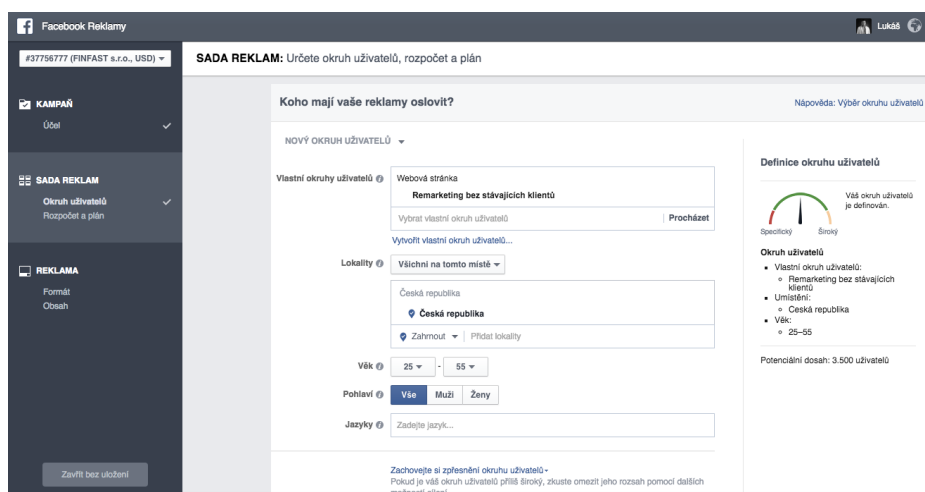 Facebook Reklamy
Lukáš
#37756777 (FINFAST s.r.o., USD)
SADA REKLAM: Určete okruh uživatelů, rozpočet a plán
KAMPAŇ
Účel
SADA REKLAM
Okruh uživatelů
Rozpočet a plán
REKLAMA
Formát
Obsah
Zavřít bez uložení
Koho mají vaše reklamy oslovit?
Nápověda: Výběr okruhu uživatelů
NOVÝ OKRUH UŽIVATELŮ
Vlastní okruhy uživatelů
Webová stránka
Remarketing bez stávajících klientů
Vybrat vlastní okruh uživatelů
Procházet
Vytvořit vlastní okruh uživatelů...
Lokality
Všichni na tomto místě
Česká republika
Česká republika
Zahrnout
Přidat lokality
Věk
25 - 55
Pohlaví
Vše Muži Ženy
Jazyky
Zadejte jazyk...
Zachovejte si zpřesnění okruhu uživatelů
Pokud je váš okruh uživatelů příliš široký, zkuste omezit jeho rozsah pomocí dalších
Definice okruhu uživatelů
Váš okruh uživatelů
je definován.
Specifický
Široký
Okruh uživatelů
Vlastní okruh uživatelů:
Remarketing bez stávajících
klientů
Umístění:
Česká republika
Věk:
25–55
Potenciální dosah: 3.500 uživatelů